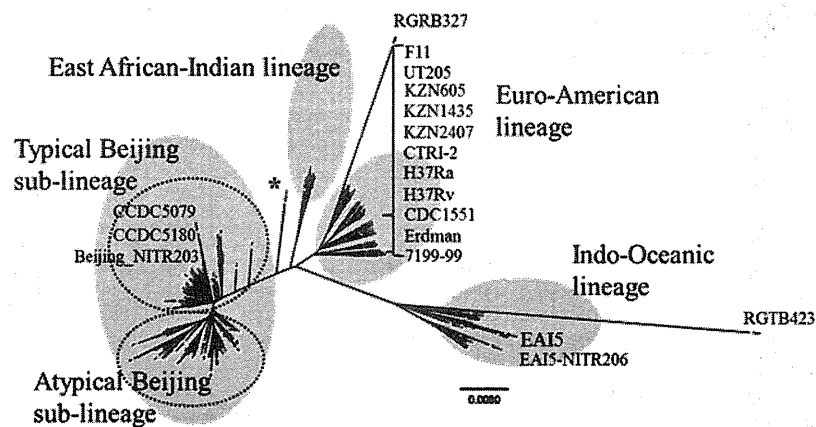 RGRB327
East African-Indian lineage
F11
UT205
KZN605
KZN1435
KZN2407
CTRI-2
H37Ra
H37Rv
CDC1551
Erdman
7199-99
Euro-American
lineage
Typical Beijing
sub-lineage
*
CCDC5079
CCDC5180
Beijing_NITR203
Indo-Oceanic
lineage
RGTB423
EAI5
EAI5-NITR206
Atypical Beijing
sub-lineage
0.0080